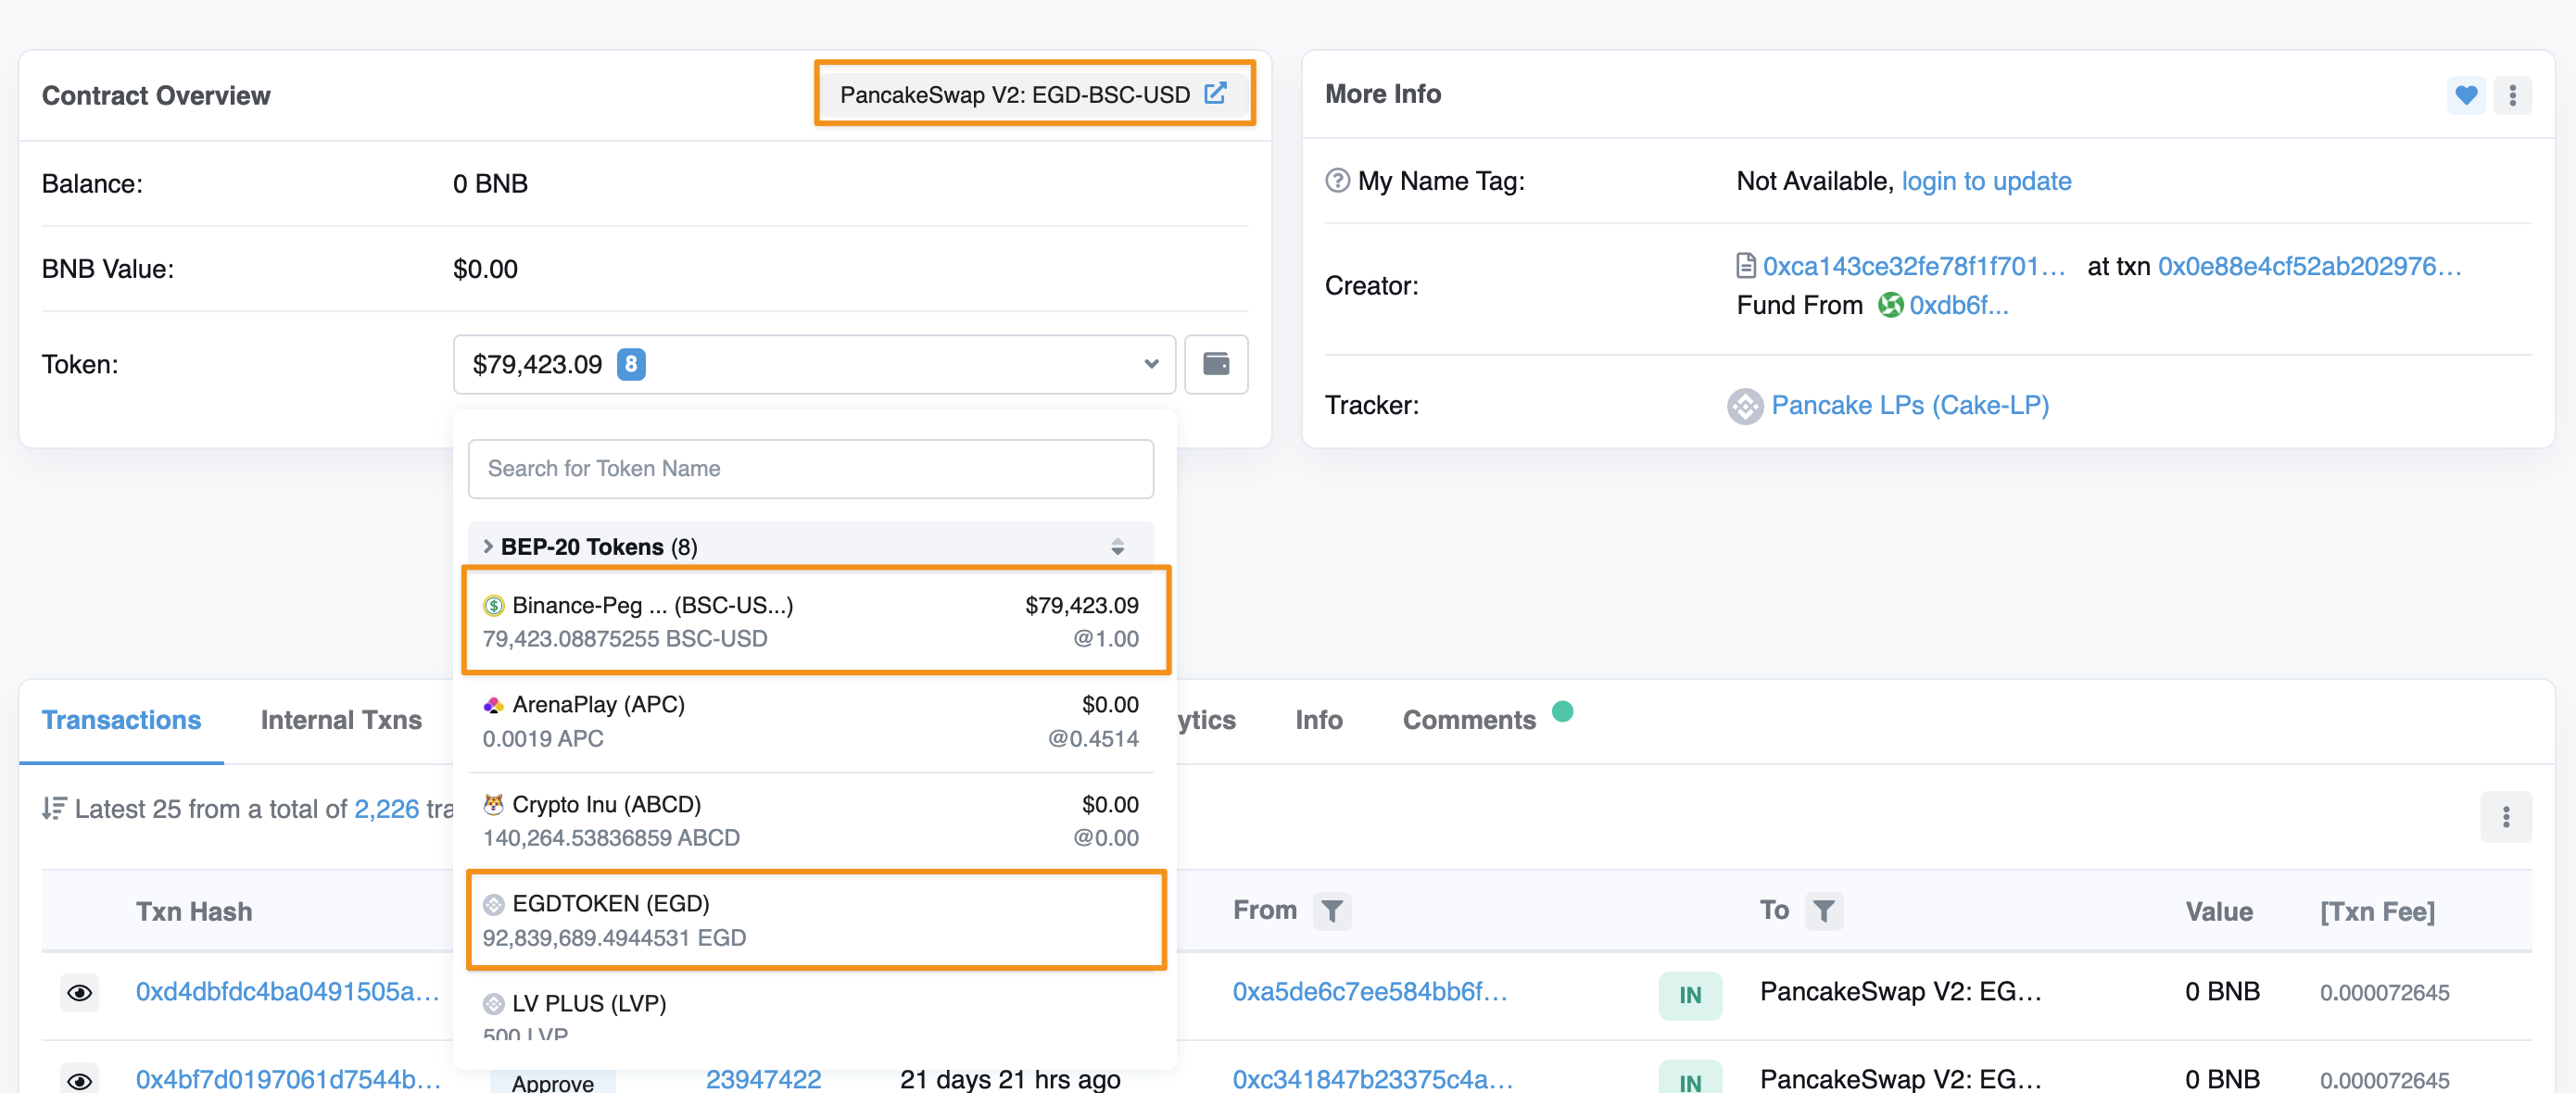 Contract Overview
PancakeSwap V2: EGD-BSC-USD
Balance:
0 BNB
BNB Value:
$0.00
Token:
$79,423.09 8
Search for Token Name
BEP-20 Tokens (8)
Binance-Peg ... (BSC-US...) $79,423.09
79,423.08875255 BSC-USD @1.00
ArenaPlay (APC) $0.00
0.0019 APC @0.4514
Crypto Inu (ABCD) $0.00
140,264.53836859 ABCD @0.00
EGDTOKEN (EGD)
92,839,689.4944531 EGD
LV PLUS (LVP)
500 LVP
More Info
My Name Tag:
Not Available, login to update
Creator:
0xca143ce32fe78f1f701... at txn 0x0e88e4cf52ab202976...
Fund From 0xdb6f...
Tracker:
Pancake LPs (Cake-LP)
Transactions Internal Txns ytics Info Comments
Latest 25 from a total of 2,226 tra
Txn Hash From To Value [Txn Fee]
0xd4dbfdc4ba0491505a... 0xa5de6c7ee584bb6f... IN PancakeSwap V2: EG... 0 BNB 0.000072645
0x4bf7d0197061d7544b... Approve 23947422 21 days 21 hrs ago 0xc341847b23375c4a... IN PancakeSwap V2: EG... 0 BNB 0.000072645